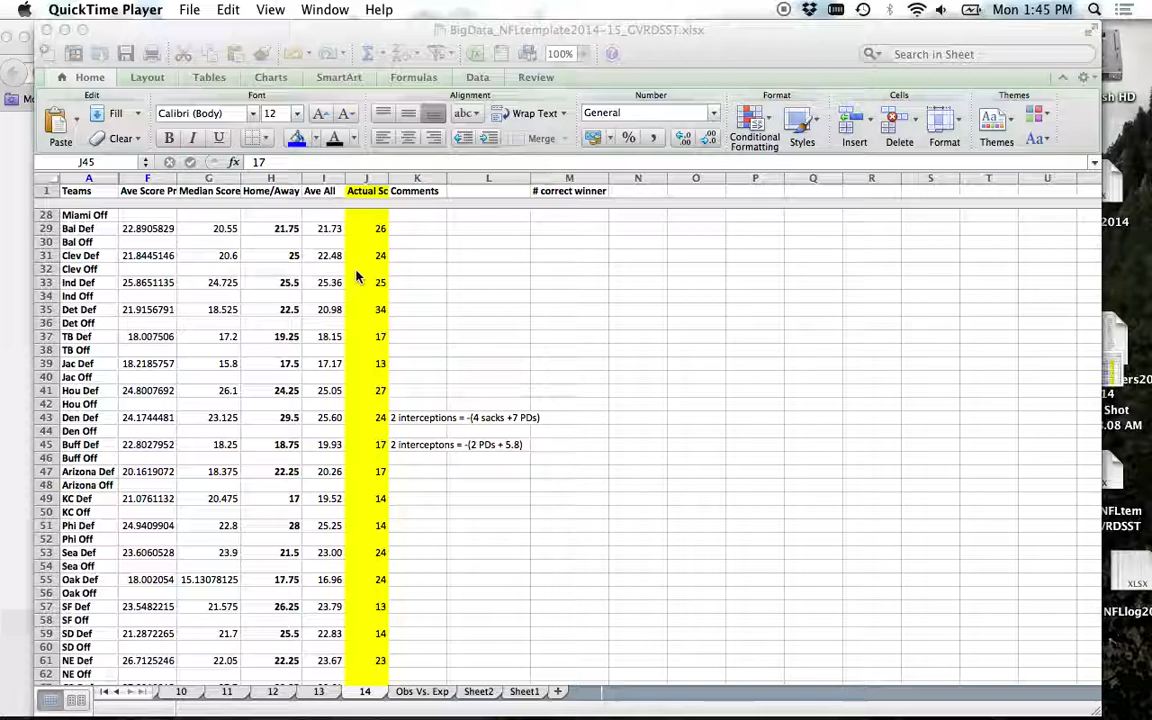 QuickTime Player File Edit View Window Help Mon 1:45 PM
BigData_NFLtemplate2014-15_GVRDSST.xlsx
100% Search in Sheet
Home Layout Tables Charts SmartArt Formulas Data Review
Edit Font Alignment Number Format Cells Themes
Fill Calibri (Body) 12 A A abc Wrap Text General
Paste Clear B I U A Merge % Conditional Formatting Styles Insert Delete Format Themes Aa
J45 fx 17
A F G H I J K L M N O P Q R S T U
1 Teams Ave Score Pr Median Score Home/Away Ave All Actual Sc Comments # correct winner
28 Miami Off
29 Bal Def 22.8905829 20.55 21.75 21.73 26
30 Bal Off
31 Clev Def 21.8445146 20.6 25 22.48 24
32 Clev Off
33 Ind Def 25.8651135 24.725 25.5 25.36 25
34 Ind Off
35 Det Def 21.9156791 18.525 22.5 20.98 34
36 Det Off
37 TB Def 18.007506 17.2 19.25 18.15 17
38 TB Off
39 Jac Def 18.2185757 15.8 17.5 17.17 13
40 Jac Off
41 Hou Def 24.8007692 26.1 24.25 25.05 27
42 Hou Off
43 Den Def 24.1744481 23.125 29.5 25.60 24 2 interceptions = -(4 sacks +7 PDs)
44 Den Off
45 Buff Def 22.8027952 18.25 18.75 19.93 17 2 interceptons = -(2 PDs + 5.8)
46 Buff Off
47 Arizona Def 20.1619072 18.375 22.25 20.26 17
48 Arizona Off
49 KC Def 21.0761132 20.475 17 19.52 14
50 KC Off
51 Phi Def 24.9409904 22.8 28 25.25 14
52 Phi Off
53 Sea Def 23.6060528 23.9 21.5 23.00 24
54 Sea Off
55 Oak Def 18.002054 15.13078125 17.75 16.96 24
56 Oak Off
57 SF Def 23.5482215 21.575 26.25 23.79 13
58 SF Off
59 SD Def 21.2872265 21.7 25.5 22.83 14
60 SD Off
61 NE Def 26.7125246 22.05 22.25 23.67 23
62 NE Off
10 11 12 13 14 Obs Vs. Exp Sheet2 Sheet1 +
sh HD
2014
ers20
14
Shot
.08 AM
NFLtem
VRDSST
XLSX
NFLlog20